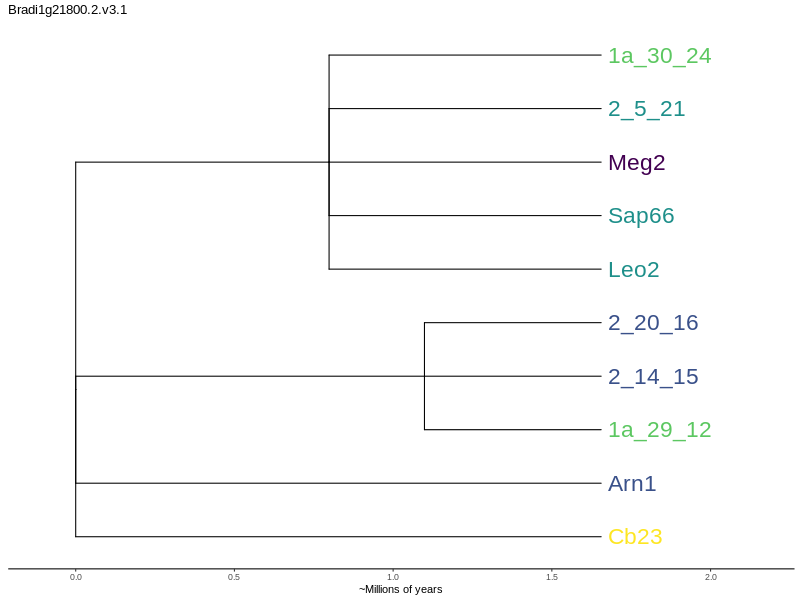 Bradi1g21800.2.v3.1
1a_30_24
2_5_21
Meg2
Sap66
Leo2
2_20_16
2_14_15
1a_29_12
Arn1
Cb23
0.0 0.5 1.0 1.5 2.0
~Millions of years